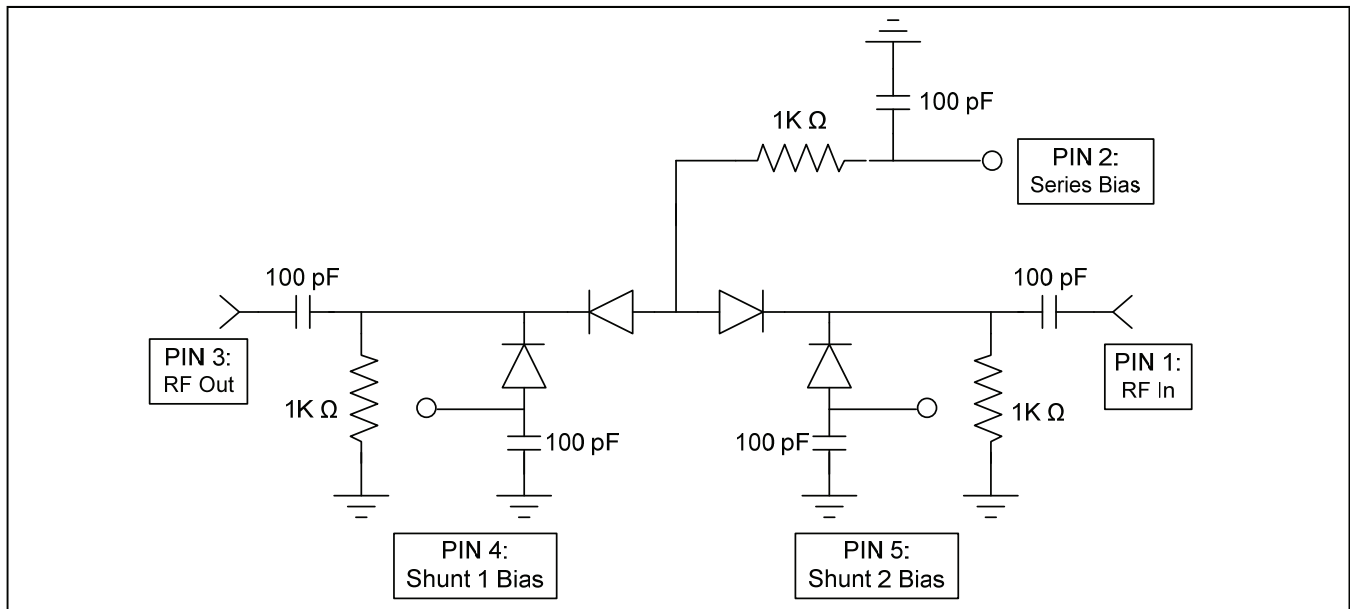 100 pF
1K Ω
PIN 2:
Series Bias
100 pF
100 pF
PIN 3:
RF Out
PIN 1:
RF In
1K Ω
100 pF
100 pF
1K Ω
PIN 4:
Shunt 1 Bias
PIN 5:
Shunt 2 Bias